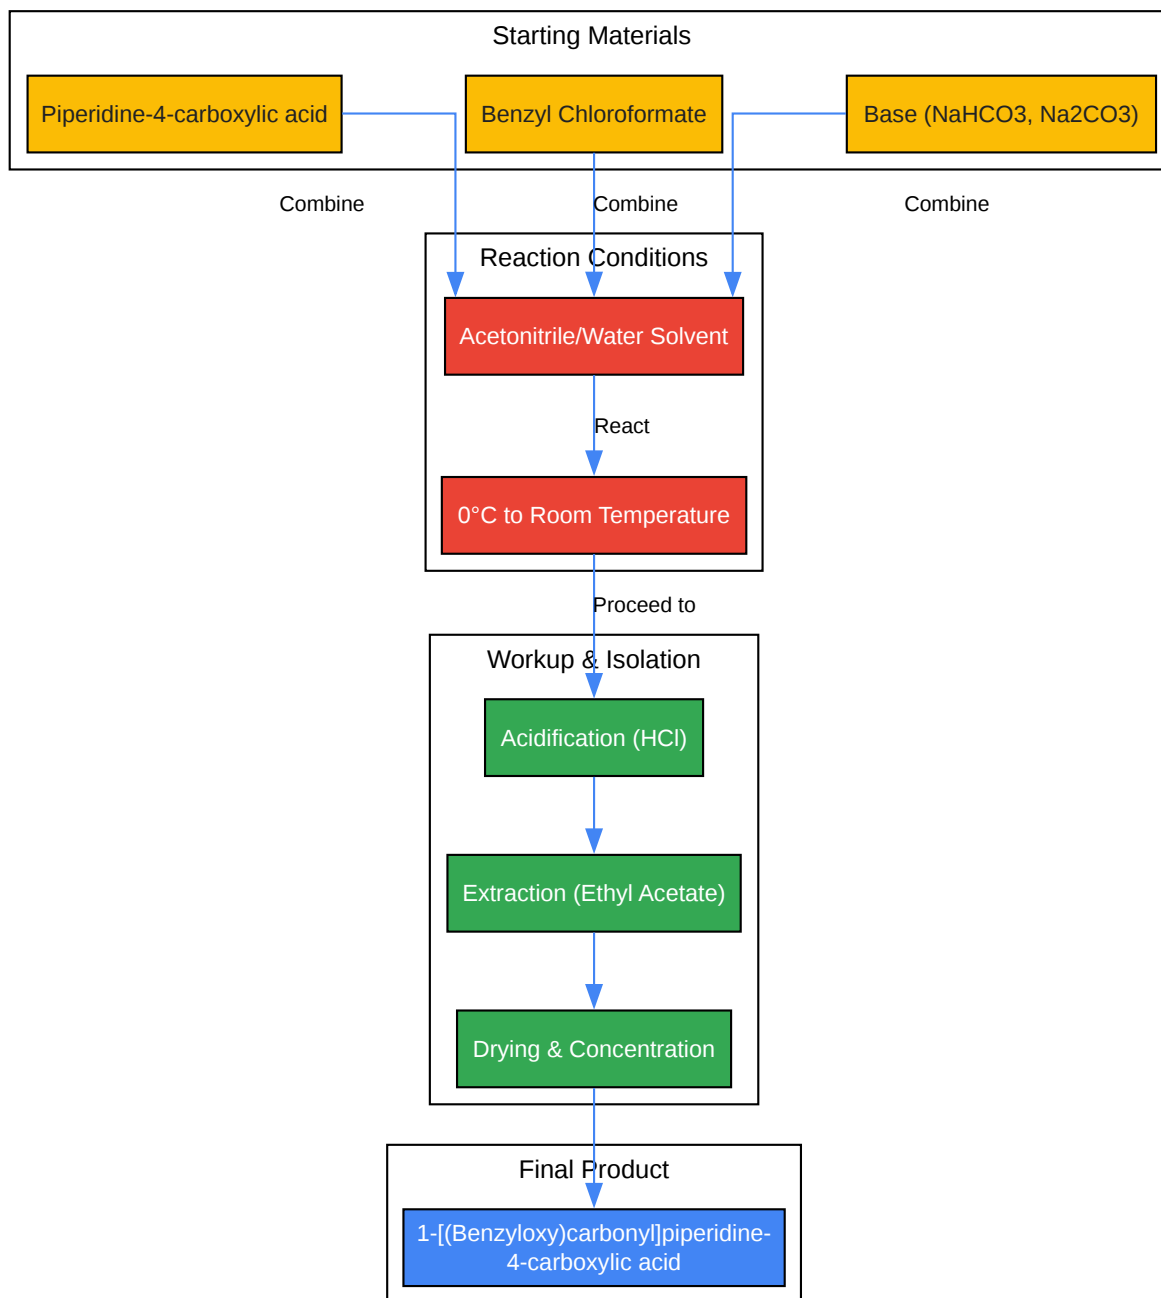 Starting Materials
Piperidine-4-carboxylic acid
Benzyl Chloroformate
Base (NaHCO3, Na2CO3)
Combine
Combine
Combine
Reaction Conditions
Acetonitrile/Water Solvent
React
0°C to Room Temperature
Proceed to
Workup & Isolation
Acidification (HCl)
Extraction (Ethyl Acetate)
Drying & Concentration
Final Product
1-[(Benzyloxy)carbonyl]piperidine-
4-carboxylic acid